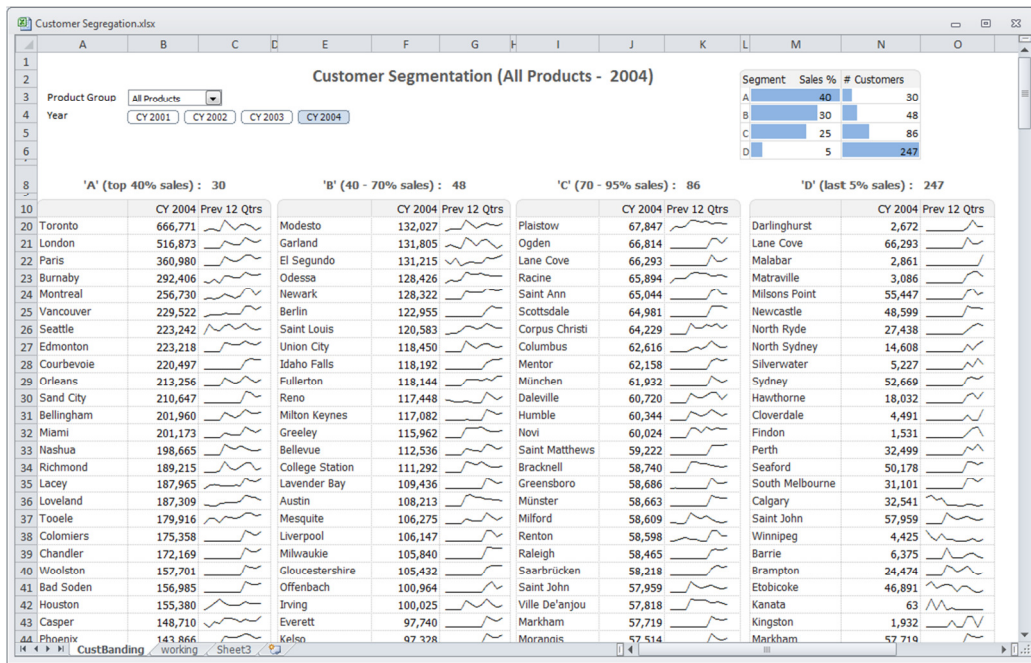 Customer Segregation.xlsx
A B C D E F G H I J K L M N O
1
2 Customer Segmentation (All Products - 2004) Segment Sales % # Customers
3 Product Group All Products A 40 30
4 Year CY 2001 CY 2002 CY 2003 CY 2004 B 30 48
5 C 25 86
6 D 5 247
8 'A' (top 40% sales) : 30 'B' (40 - 70% sales) : 48 'C' (70 - 95% sales) : 86 'D' (last 5% sales) : 247
10 CY 2004 Prev 12 Qtrs CY 2004 Prev 12 Qtrs CY 2004 Prev 12 Qtrs CY 2004 Prev 12 Qtrs
20 Toronto 666,771 Modesto 132,027 Plaistow 67,847 Darlinghurst 2,672
21 London 516,873 Garland 131,805 Ogden 66,814 Lane Cove 66,293
22 Paris 360,980 El Segundo 131,215 Lane Cove 66,293 Malabar 2,861
23 Burnaby 292,406 Odessa 128,426 Racine 65,894 Matraville 3,086
24 Montreal 256,730 Newark 128,322 Saint Ann 65,044 Milsons Point 55,447
25 Vancouver 229,522 Berlin 122,955 Scottsdale 64,981 Newcastle 48,599
26 Seattle 223,242 Saint Louis 120,583 Corpus Christi 64,229 North Ryde 27,438
27 Edmonton 223,218 Union City 118,450 Columbus 62,616 North Sydney 14,608
28 Courbevoie 220,497 Idaho Falls 118,192 Mentor 62,158 Silverwater 5,227
29 Orleans 213,256 Fullerton 118,144 München 61,932 Sydney 52,669
30 Sand City 210,647 Reno 117,448 Daleville 60,720 Hawthorne 18,032
31 Bellingham 201,960 Milton Keynes 117,082 Humble 60,344 Cloverdale 4,491
32 Miami 201,173 Greeley 115,962 Novi 60,024 Findon 1,531
33 Nashua 198,665 Bellevue 112,536 Saint Matthews 59,222 Perth 32,499
34 Richmond 189,215 College Station 111,292 Bracknell 58,740 Seaford 50,178
35 Lacey 187,965 Lavender Bay 109,436 Greensboro 58,686 South Melbourne 31,101
36 Loveland 187,309 Austin 108,213 Münster 58,663 Calgary 32,541
37 Tooele 179,916 Mesquite 106,275 Milford 58,609 Saint John 57,959
38 Colomiers 175,358 Liverpool 106,147 Renton 58,598 Winnipeg 4,425
39 Chandler 172,169 Milwaukie 105,840 Raleigh 58,465 Barrie 6,375
40 Woolston 157,701 Gloucestershire 105,432 Saarbrücken 58,218 Brampton 24,474
41 Bad Soden 156,985 Offenbach 100,964 Saint John 57,959 Etobicoke 46,891
42 Houston 155,380 Irving 100,025 Ville De'anjou 57,818 Kanata 63
43 Casper 148,710 Everett 97,740 Markham 57,719 Kingston 1,932
44 Phoenix 143,866 Kelso 97,328 Morangis 57,514 Markham 57,719
CustBanding working Sheet3